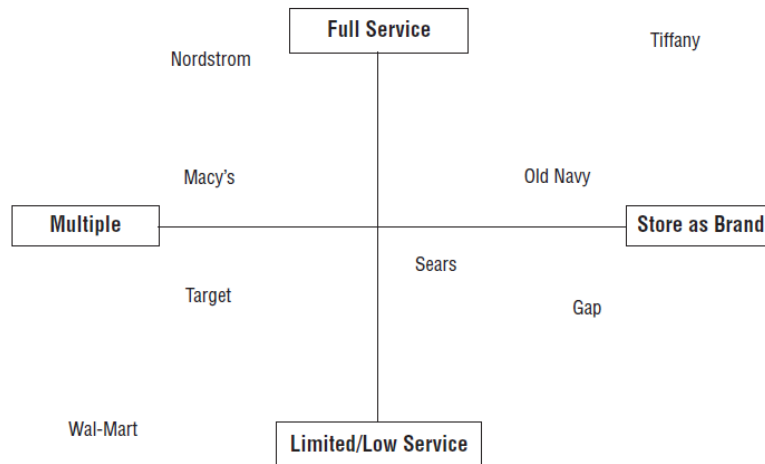 Full Service
Tiffany
Nordstrom
Macy's
Old Navy
Multiple
Store as Brand
Sears
Target
Gap
Wal-Mart
Limited/Low Service